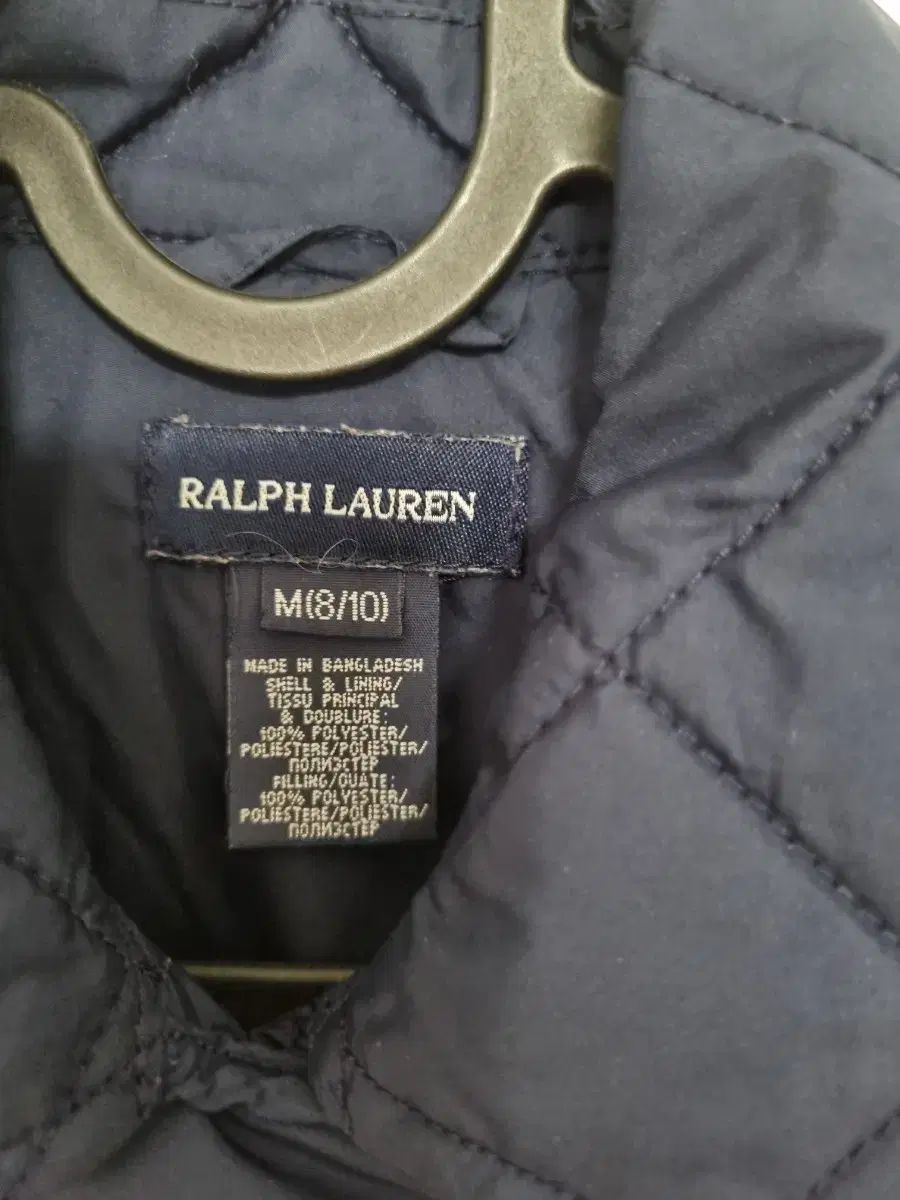 RALPH LAUREN
M(8/10)
MADE IN BANGLADESH
SHELL & LINING/
TISSU PRINCIPAL
& DOUBLURE:
100% POLYESTER/
POLIESTERE/POLIESTER/
ПОЛИЭСТЕР
FILLING/OUATE:
100% POLYESTER/
POLIESTERE/POLIESTER/
ПОЛИЭСТЕР